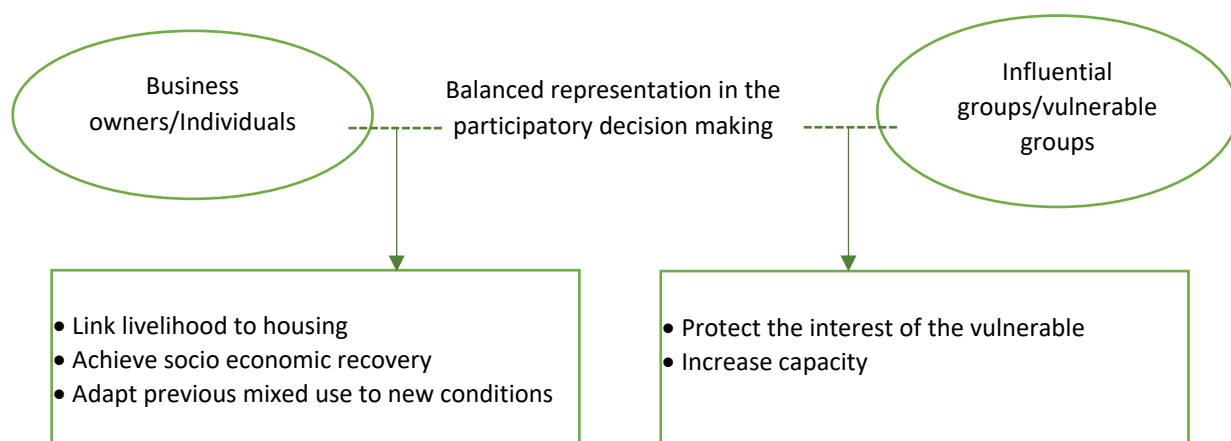 Business
owners/Individuals
Balanced representation in the
participatory decision making
Influential
groups/vulnerable
groups
• Link livelihood to housing
• Achieve socio economic recovery
• Adapt previous mixed use to new conditions
• Protect the interest of the vulnerable
• Increase capacity